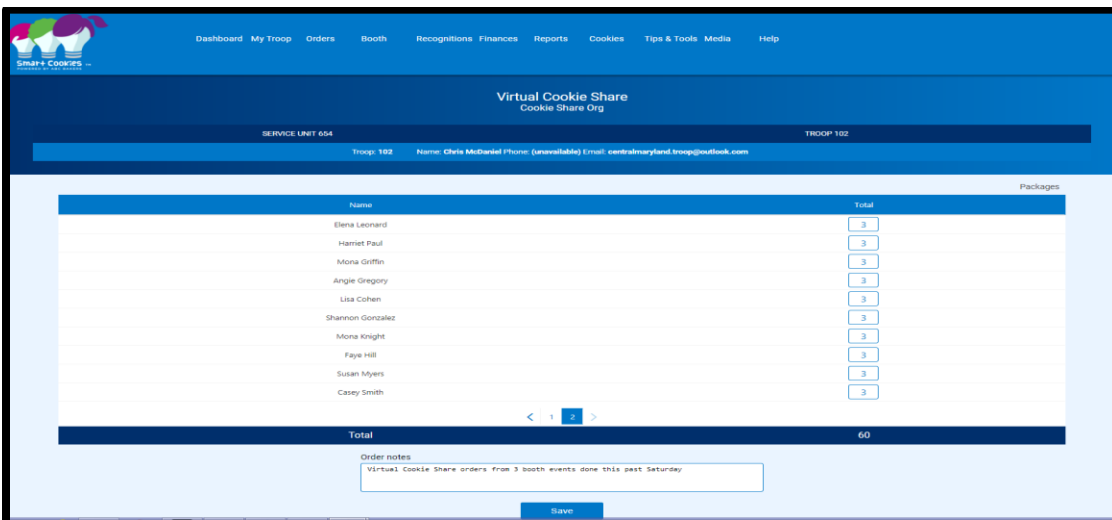 Dashboard My Troop Orders Booth Recognitions Finances Reports Cookies Tips & Tools Media Help
Smart Cookies
Virtual Cookie Share
Cookie Share Org
SERVICE UNIT 654 TROOP 102
Troop: 102 Name: Chris McDaniel Phone: (unavailable) Email: centralmaryland.troop@outlook.com
Packages
Name Total
Elena Leonard 3
Harriet Paul 3
Mona Griffin 3
Angie Gregory 3
Lisa Cohen 3
Shannon Gonzalez 3
Mona Knight 3
Faye Hill 3
Susan Myers 3
Casey Smith 3
< 1 2 >
Total 60
Order notes
Virtual Cookie Share orders from 3 booth events done this past Saturday
Save